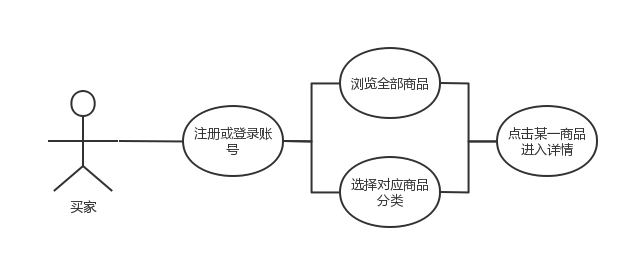 买家
注册或登录账
号
浏览全部商品
选择对应商品
分类
点击某一商品
进入详情